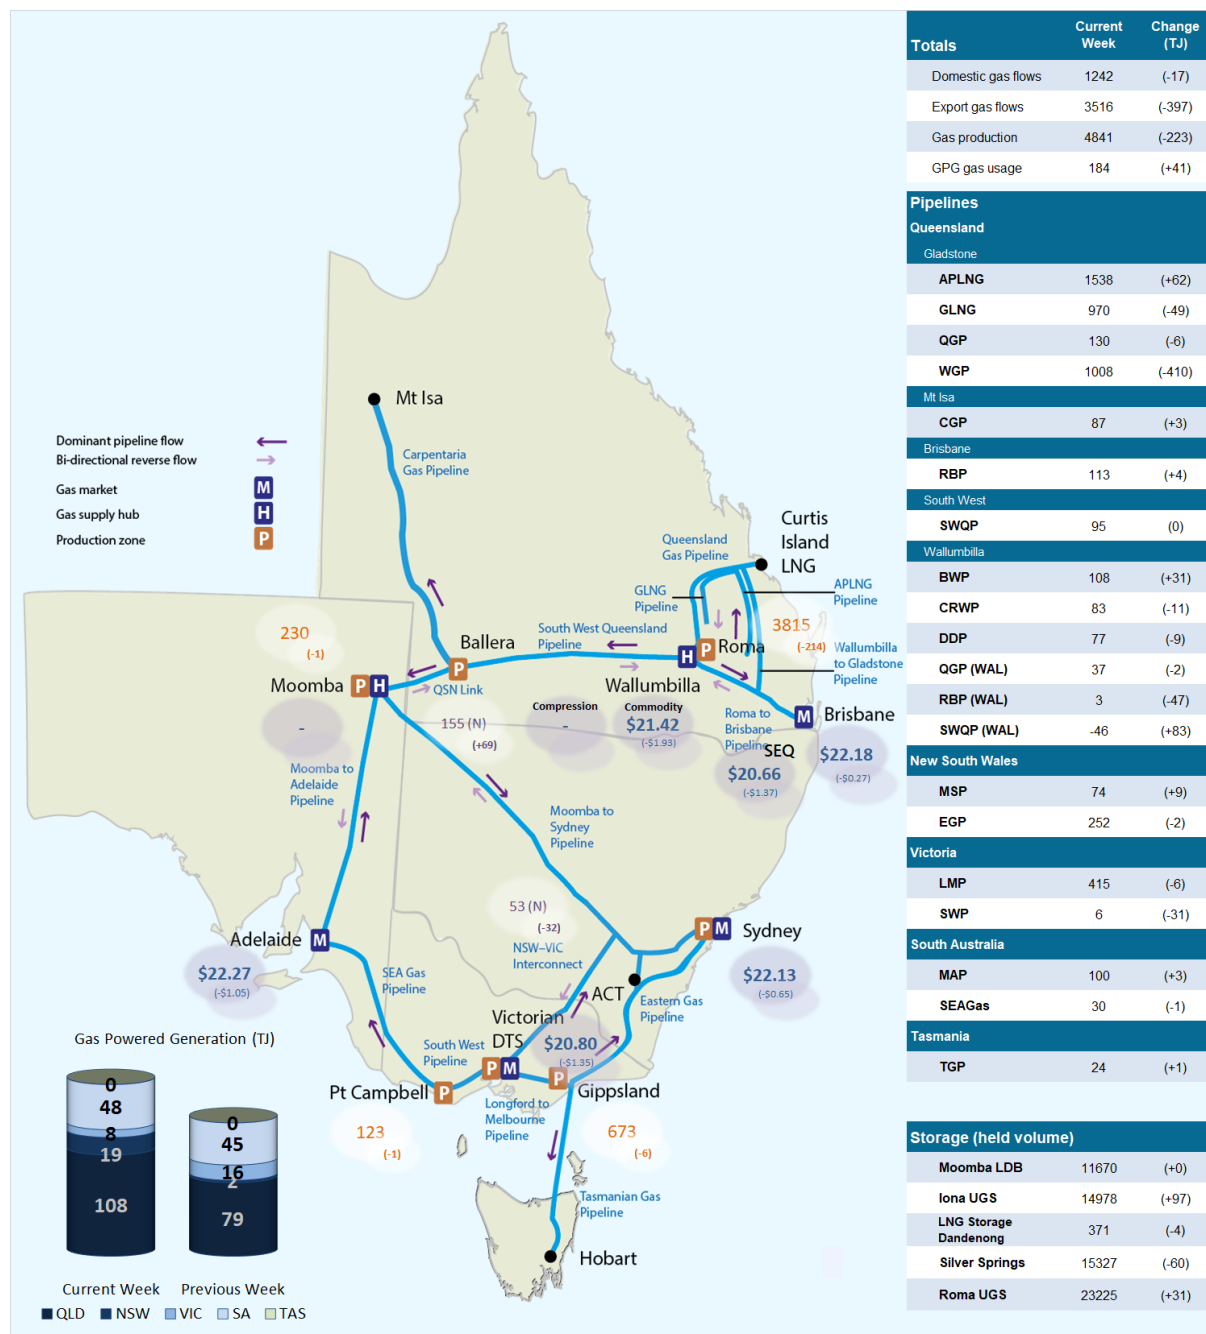 Dominant pipeline flow
Bi-directional reverse flow
Gas market
M
Gas supply hub
H
Production zone
P
Mt Isa
Carpentaria
Gas Pipeline
Curtis
Island
LNG
Queensland
Gas Pipeline
GLNG
Pipeline
APLNG
Pipeline
3815
(-214)
Wallumbilla
to Gladstone
Pipeline
Ballera
P
South West Queensland
Pipeline
H
P
Roma
Wallumbilla
230
(-1)
Moomba
P
H
QSN Link
-
155 (N)
(+69)
Compression
-
Commodity
$21.42
(-$1.93)
Roma to
Brisbane
Pipeline
M
Brisbane
SEQ
$20.66
(-$1.37)
$22.18
(-$0.27)
Moomba to
Adelaide
Pipeline
Moomba to
Sydney
Pipeline
53 (N)
(-32)
NSW–VIC
Interconnect
Adelaide
M
$22.27
(-$1.05)
SEA Gas
Pipeline
P
M
Sydney
$22.13
(-$0.65)
ACT
Eastern Gas
Pipeline
Victorian
DTS
$20.80
(-$1.35)
South West
Pipeline
P
M
P
Gippsland
Pt Campbell
P
123
(-1)
Longford to
Melbourne
Pipeline
673
(-6)
Tasmanian Gas
Pipeline
Hobart
Gas Powered Generation (TJ)
0
48
8
19
108
0
45
16
2
79
Current Week
Previous Week
QLD NSW VIC SA TAS
Totals Current Week Change (TJ)
Domestic gas flows 1242 (-17)
Export gas flows 3516 (-397)
Gas production 4841 (-223)
GPG gas usage 184 (+41)
Pipelines
Queensland
Gladstone
APLNG 1538 (+62)
GLNG 970 (-49)
QGP 130 (-6)
WGP 1008 (-410)
Mt Isa
CGP 87 (+3)
Brisbane
RBP 113 (+4)
South West
SWQP 95 (0)
Wallumbilla
BWP 108 (+31)
CRWP 83 (-11)
DDP 77 (-9)
QGP (WAL) 37 (-2)
RBP (WAL) 3 (-47)
SWQP (WAL) -46 (+83)
New South Wales
MSP 74 (+9)
EGP 252 (-2)
Victoria
LMP 415 (-6)
SWP 6 (-31)
South Australia
MAP 100 (+3)
SEAGas 30 (-1)
Tasmania
TGP 24 (+1)
Storage (held volume)
Moomba LDB 11670 (+0)
Iona UGS 14978 (+97)
LNG Storage
Dandenong 371 (-4)
Silver Springs 15327 (-60)
Roma UGS 23225 (+31)